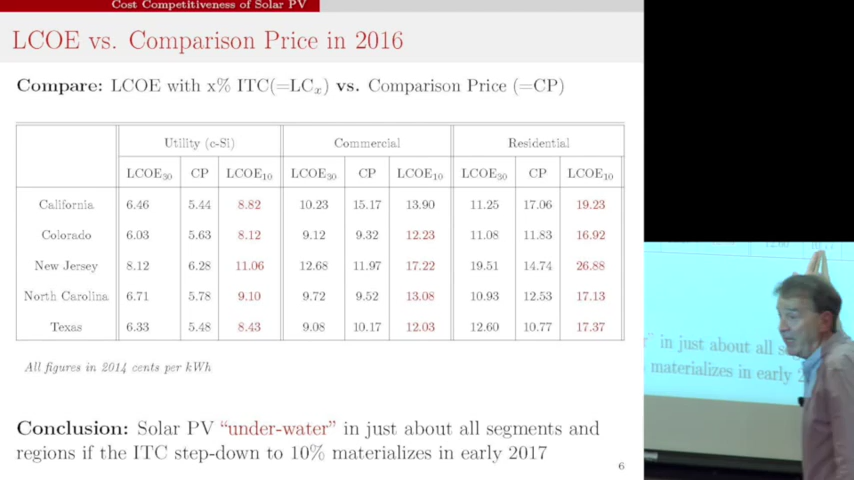 Cost Competitiveness of Solar PV
LCOE vs. Comparison Price in 2016
Compare: LCOE with x% ITC(=LCₓ) vs. Comparison Price (=CP)
Utility (c-Si) Commercial Residential
LCOE₃₀ CP LCOE₁₀ LCOE₃₀ CP LCOE₁₀ LCOE₃₀ CP LCOE₁₀
California 6.46 5.44 8.82 10.23 15.17 13.90 11.25 17.06 19.23
Colorado 6.03 5.63 8.12 9.12 9.32 12.23 11.08 11.83 16.92
New Jersey 8.12 6.28 11.06 12.68 11.97 17.22 19.51 14.74 26.88
North Carolina 6.71 5.78 9.10 9.72 9.52 13.08 10.93 12.53 17.13
Texas 6.33 5.48 8.43 9.08 10.17 12.03 12.60 10.77 17.37
All figures in 2014 cents per kWh
Conclusion: Solar PV “under-water” in just about all segments and
regions if the ITC step-down to 10% materializes in early 2017
6
in just about all
materializes in early